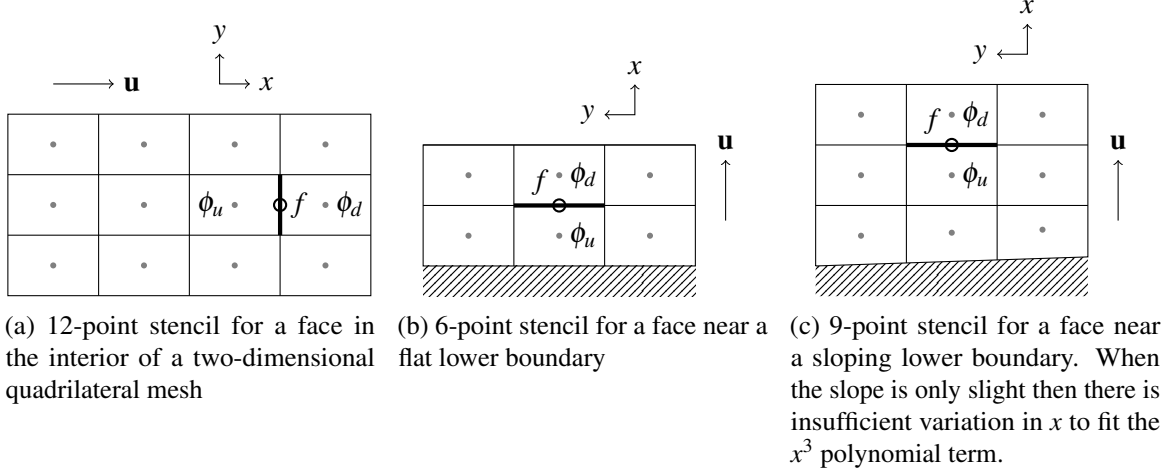 y
u x
ϕu f ϕd
(a) 12-point stencil for a face in
the interior of a two-dimensional
quadrilateral mesh
x
y
u
f ϕd
ϕu
(b) 6-point stencil for a face near a
flat lower boundary
x
y
f ϕd
u
ϕu
(c) 9-point stencil for a face near
a sloping lower boundary. When
the slope is only slight then there is
insufficient variation in x to fit the
x³ polynomial term.